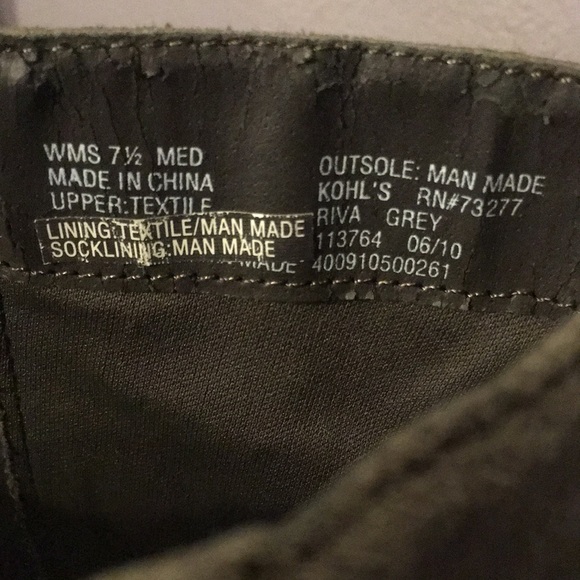 WMS 7½ MED
MADE IN CHINA
UPPER: TEXTILE
LINING:TEXTILE/MAN MADE
SOCKLINING:MAN MADE
MADE
OUTSOLE: MAN MADE
KOHL'S RN#73277
RIVA GREY
113764 06/10
400910500261